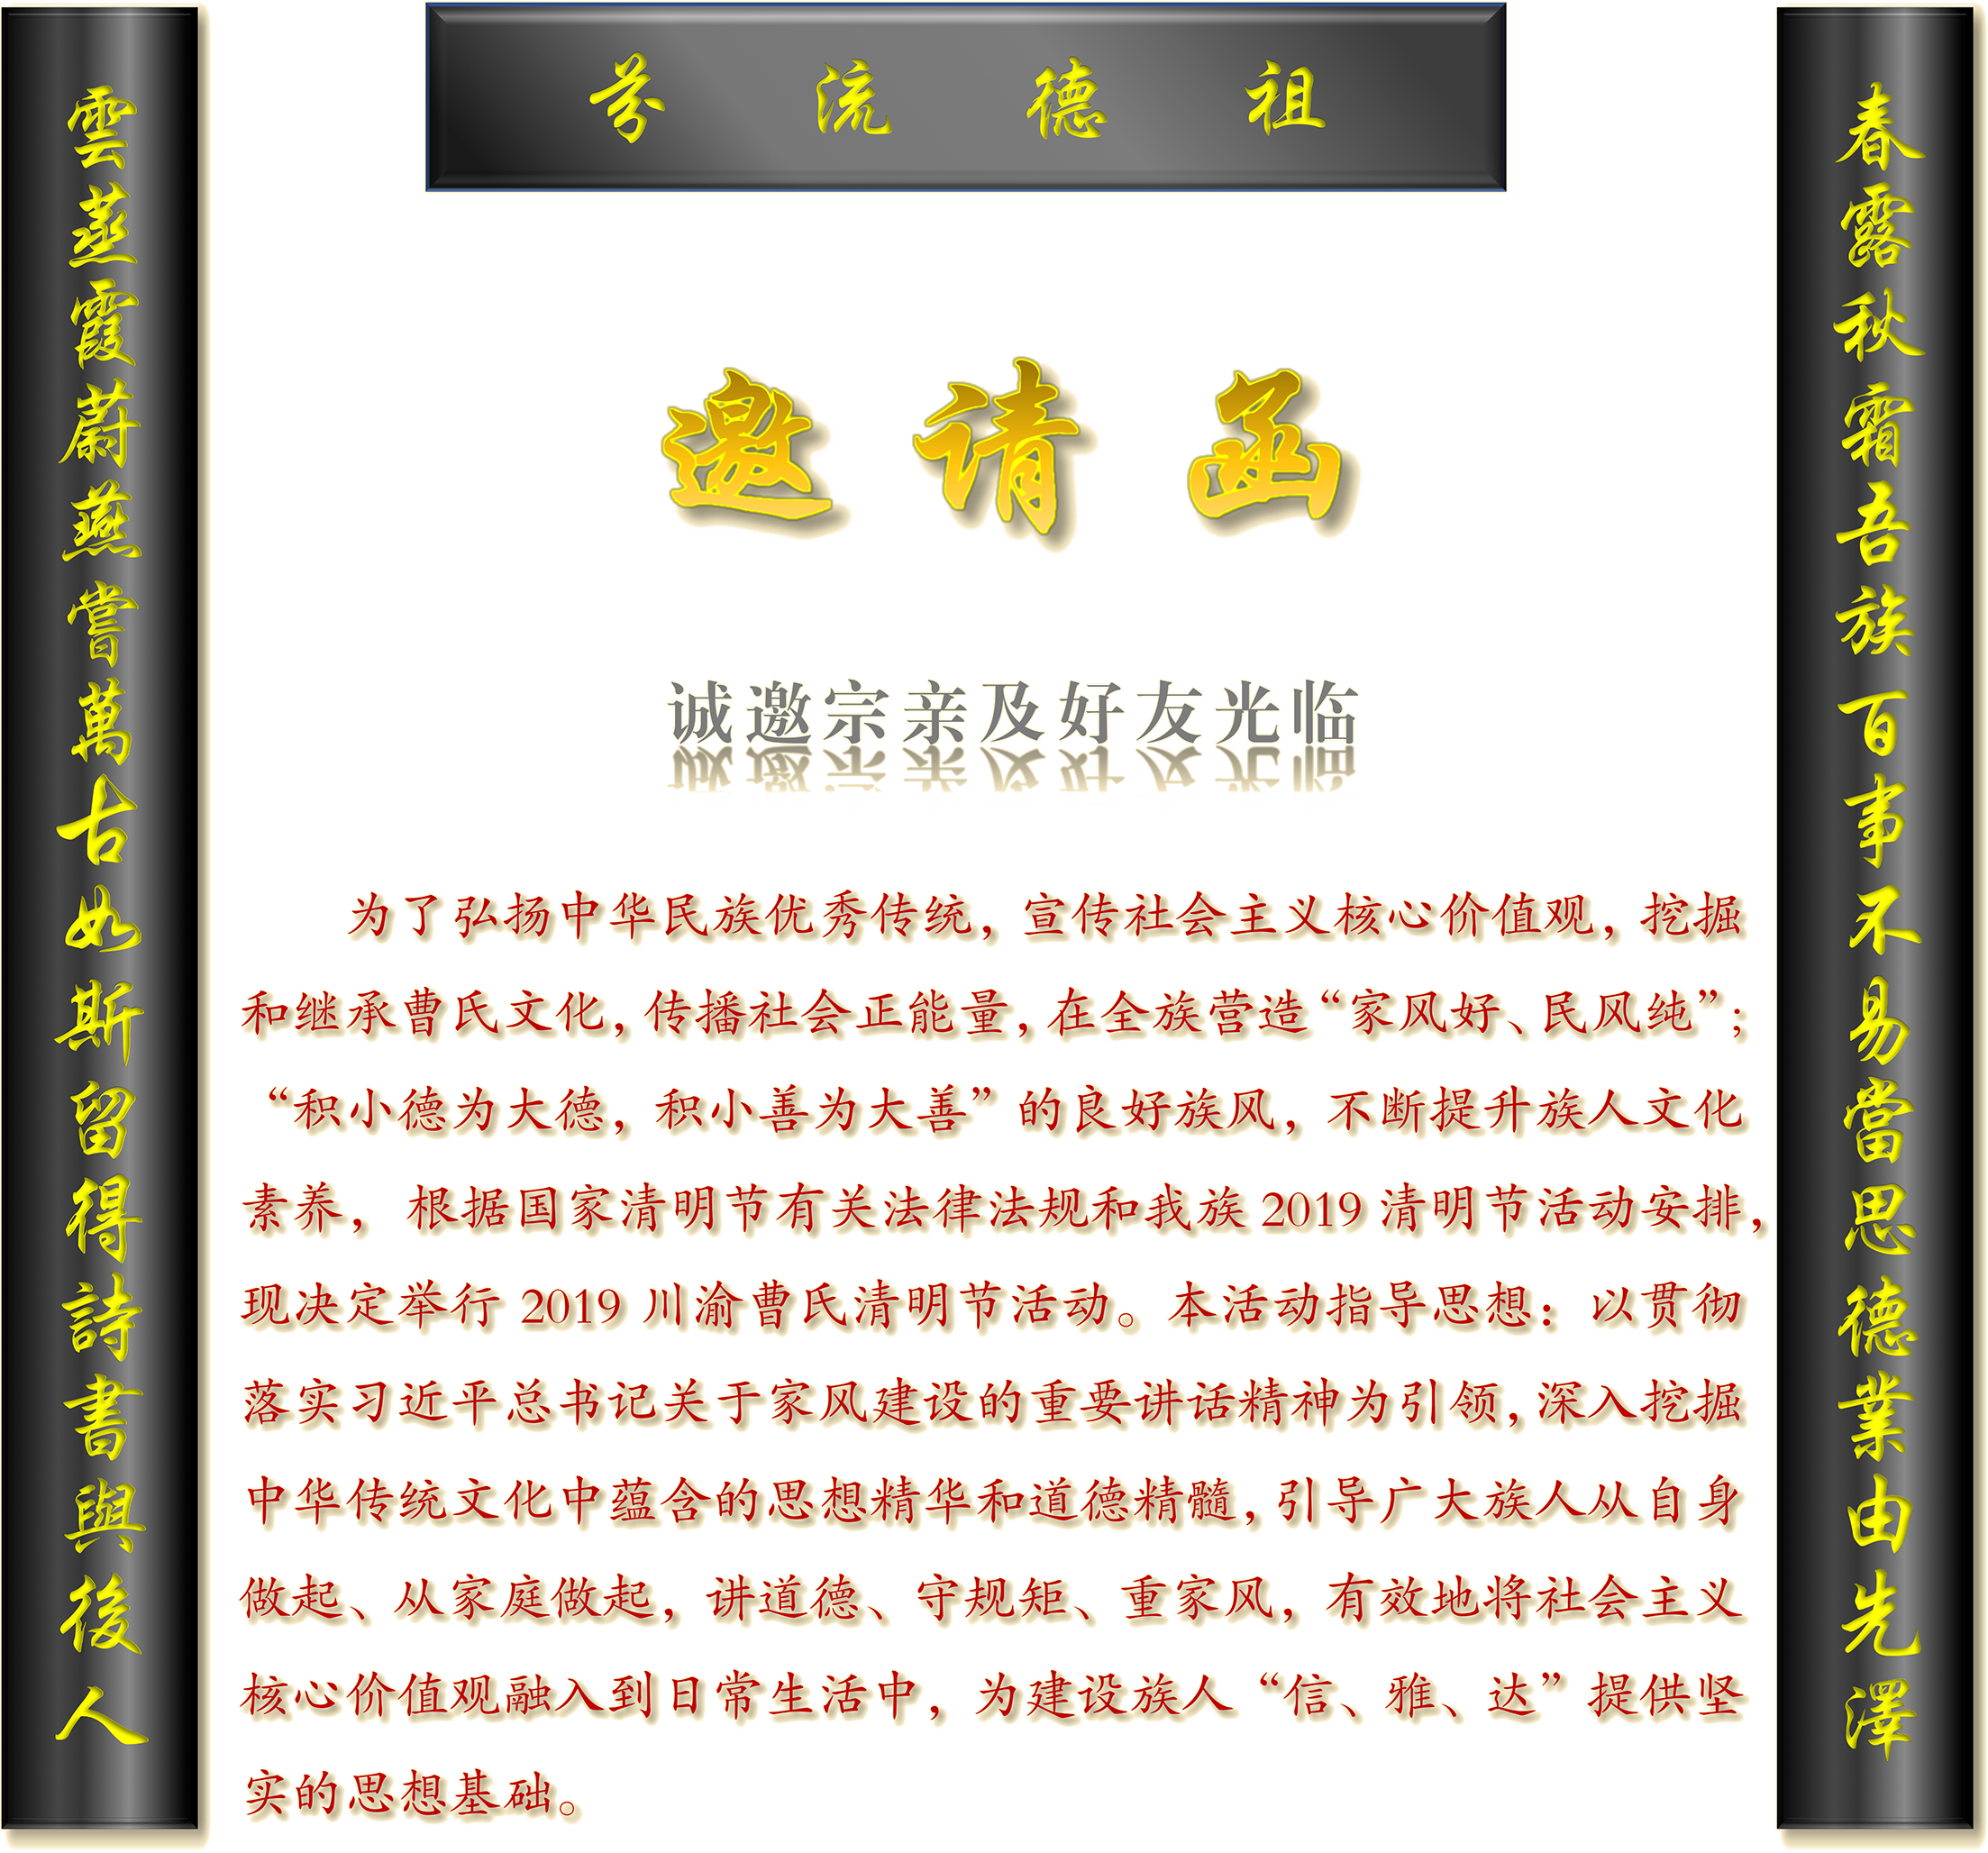 芬流德祖
春露秋霜吾族百事不易當思德業由先澤
雲蒸霞蔚燕嘗萬古如斯留得詩書與後人
邀请函
诚邀宗亲及好友光临
为了弘扬中华民族优秀传统，宣传社会主义核心价值观，挖掘
和继承曹氏文化，传播社会正能量，在全族营造“家风好、民风纯”；
“积小德为大德，积小善为大善”的良好族风，不断提升族人文化
素养，根据国家清明节有关法律法规和我族 2019 清明节活动安排，
现决定举行 2019 川渝曹氏清明节活动。本活动指导思想：以贯彻
落实习近平总书记关于家风建设的重要讲话精神为引领，深入挖掘
中华传统文化中蕴含的思想精华和道德精髓，引导广大族人从自身
做起、从家庭做起，讲道德、守规矩、重家风，有效地将社会主义
核心价值观融入到日常生活中，为建设族人“信、雅、达”提供坚
实的思想基础。